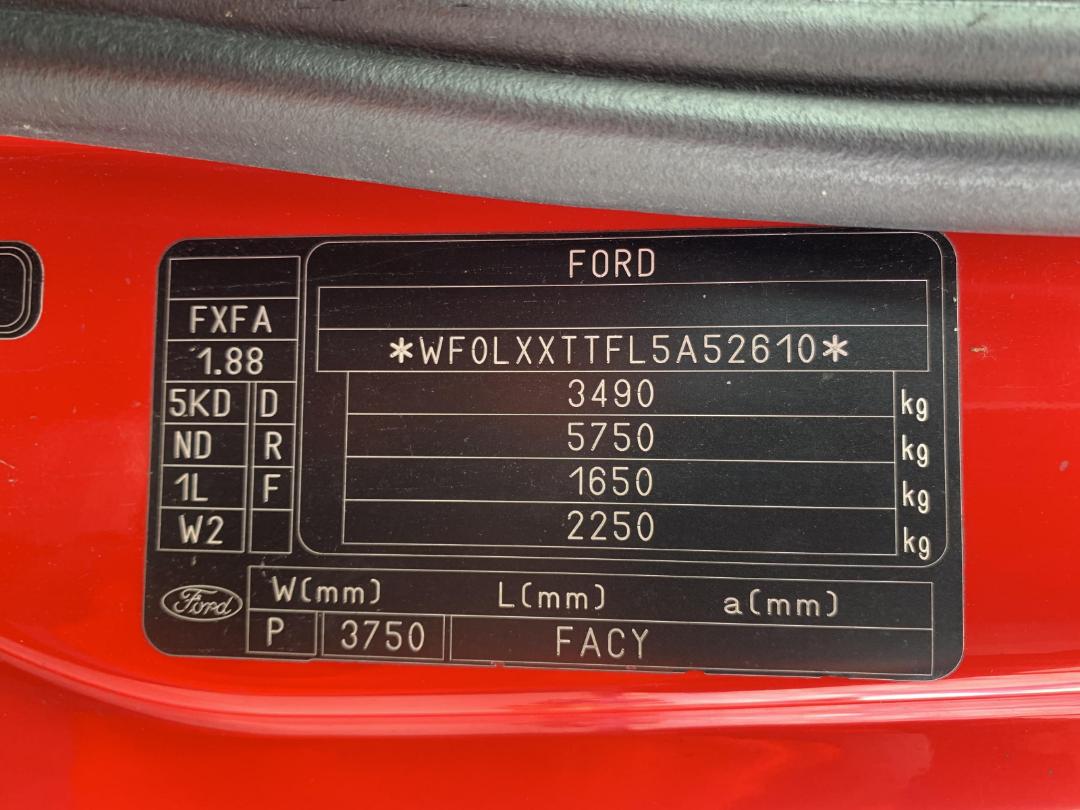 FORD
*WF0LXXTTFL5A52610*
3490 kg
5750 kg
1650 kg
2250 kg
FXFA
1.88
5KD D
ND R
1L F
W2
Ford
W(mm) L(mm) a(mm)
P 3750 FACY